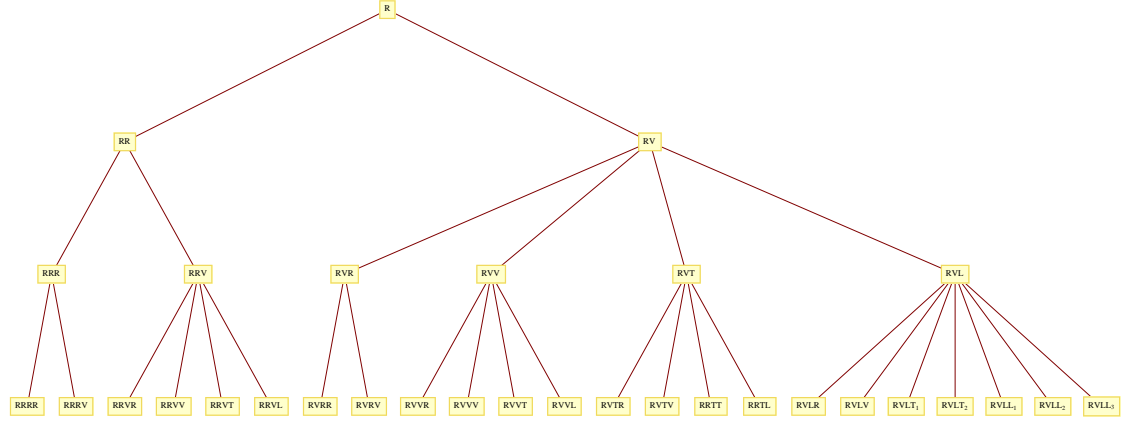 R
RR RV
RRR RRV RVR RVV RVT RVL
RRRR RRRV RRVR RRVV RRVT RRVL RVRR RVRV RVVR RVVV RVVT RVVL RVTR RVTV RRTT RRTL RVLR RVLV RVLT₁ RVLT₂ RVLL₁ RVLL₂ RVLL₃